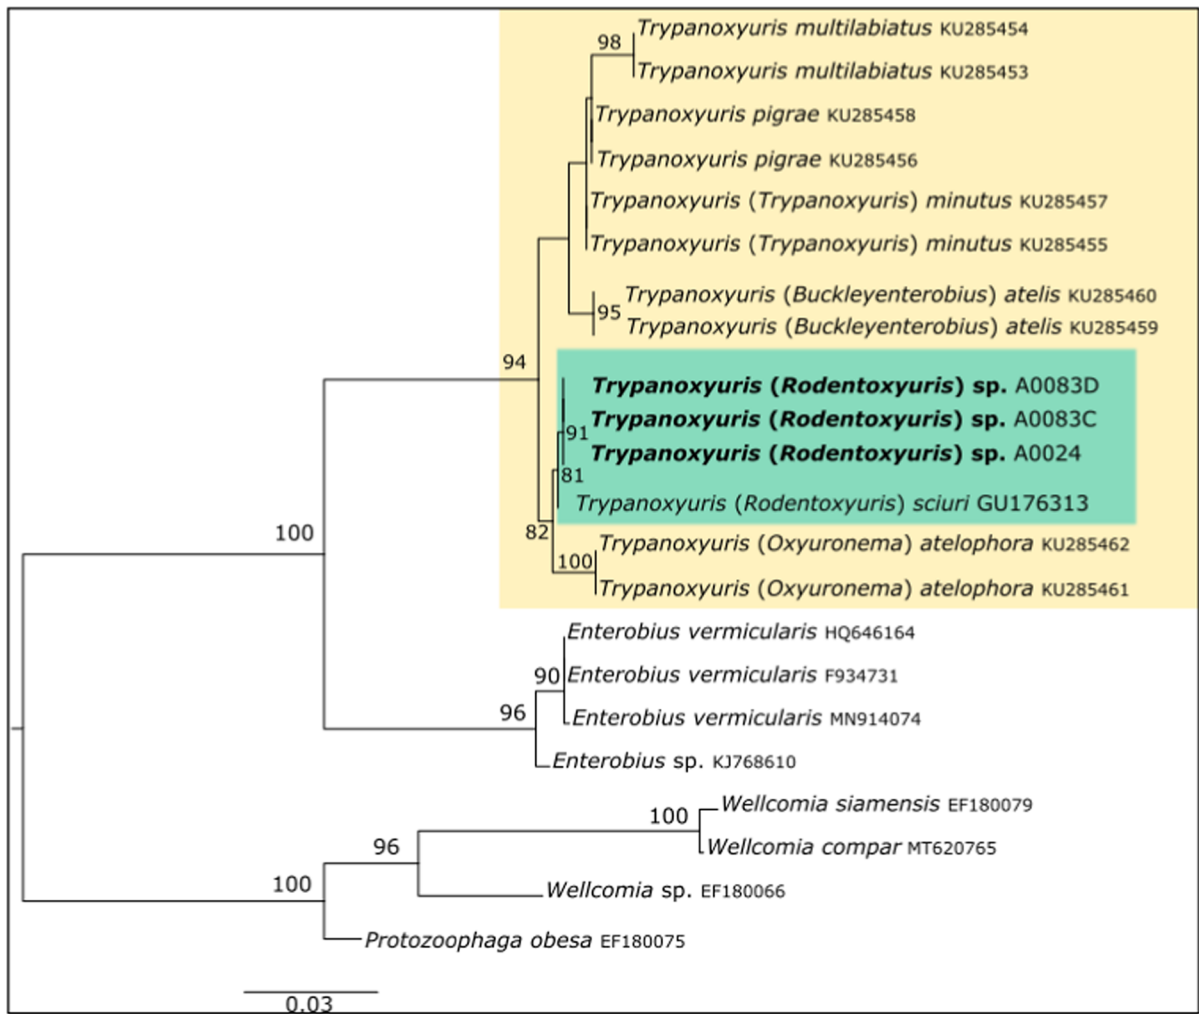 98
Trypanoxyuris multilabiatus KU285454
Trypanoxyuris multilabiatus KU285453
Trypanoxyuris pigrae KU285458
Trypanoxyuris pigrae KU285456
Trypanoxyuris (Trypanoxyuris) minutus KU285457
Trypanoxyuris (Trypanoxyuris) minutus KU285455
Trypanoxyuris (Buckleyenterobius) atelis KU285460
95
Trypanoxyuris (Buckleyenterobius) atelis KU285459
94
Trypanoxyuris (Rodentoxyuris) sp. A0083D
Trypanoxyuris (Rodentoxyuris) sp. A0083C
91
Trypanoxyuris (Rodentoxyuris) sp. A0024
81
Trypanoxyuris (Rodentoxyuris) sciuri GU176313
82
100
Trypanoxyuris (Oxyuronema) atelophora KU285462
100
Trypanoxyuris (Oxyuronema) atelophora KU285461
Enterobius vermicularis HQ646164
90
Enterobius vermicularis F934731
96
Enterobius vermicularis MN914074
Enterobius sp. KJ768610
Wellcomia siamensis EF180079
100
Wellcomia compar MT620765
96
Wellcomia sp. EF180066
100
Protozoophaga obesa EF180075
0.03